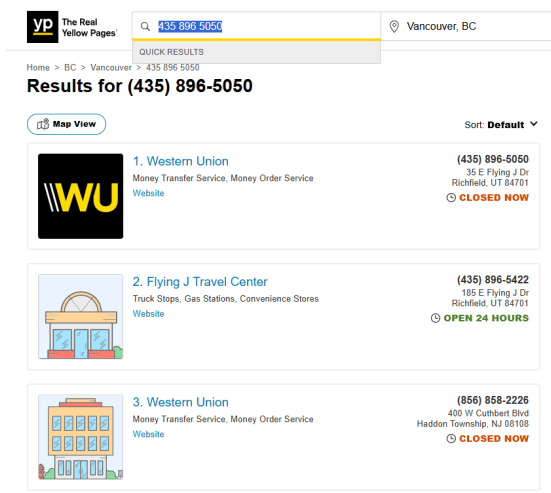 yp The Real
Yellow Pages
435 896 5050
Vancouver, BC
QUICK RESULTS
Home > BC > Vancouver > 435 896 5050
Results for (435) 896-5050
Map View
Sort: Default
WU
1. Western Union
Money Transfer Service, Money Order Service
Website
(435) 896-5050
35 E Flying J Dr
Richfield, UT 84701
CLOSED NOW
2. Flying J Travel Center
Truck Stops, Gas Stations, Convenience Stores
Website
(435) 896-5422
185 E Flying J Dr
Richfield, UT 84701
OPEN 24 HOURS
3. Western Union
Money Transfer Service, Money Order Service
Website
(856) 858-2226
400 W Cuthbert Blvd
Haddon Township, NJ 08108
CLOSED NOW